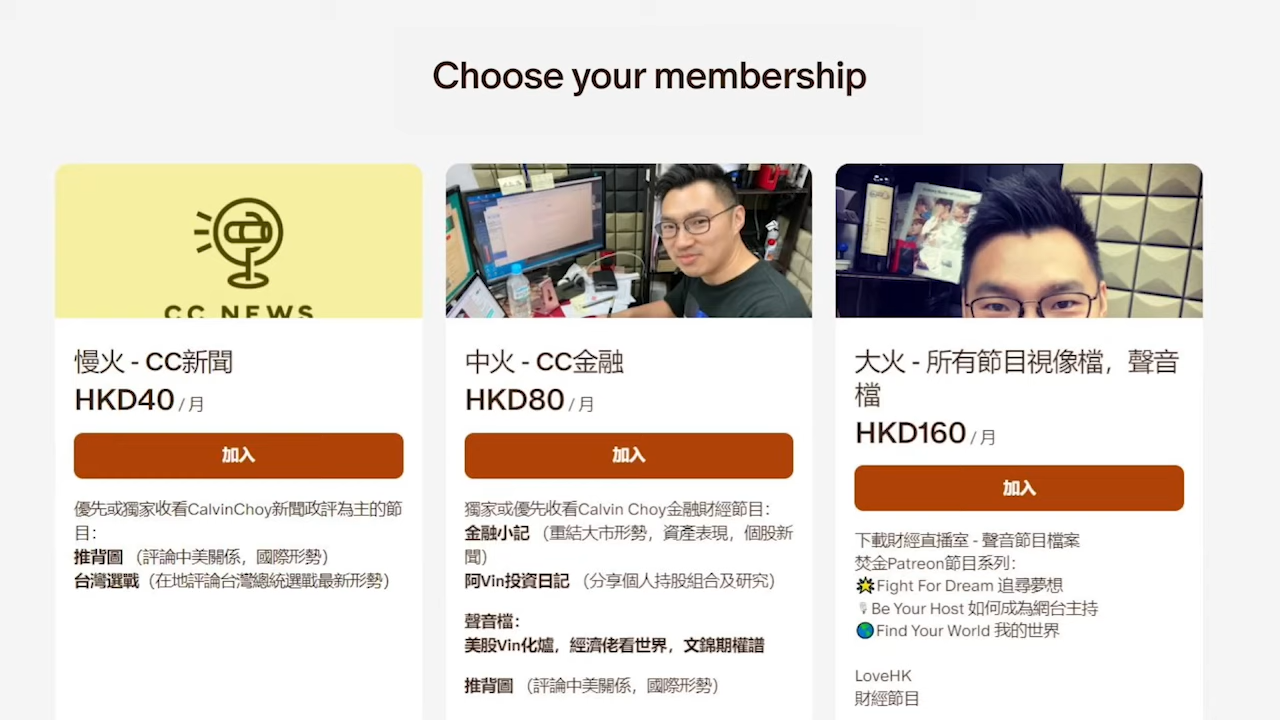 Choose your membership
CC NEWS
慢火 - CC新聞
HKD40 / 月
加入
優先或獨家收看CalvinChoy新聞政評為主的節
目：
推背圖 （評論中美關係，國際形勢）
台灣選戰（在地評論台灣總統選戰最新形勢）
中火 - CC金融
HKD80 / 月
加入
獨家或優先收看Calvin Choy金融財經節目：
金融小記 （重結大市形勢，資產表現，個股新
聞）
阿Vin投資日記 （分享個人持股組合及研究）
聲音檔：
美股Vin化爐，經濟佬看世界，文錦期權譜
推背圖 （評論中美關係，國際形勢）
大火 - 所有節目視像檔，聲音
檔
HKD160 / 月
加入
下載財經直播室 - 聲音節目檔案
焚金Patreon節目系列：
🌟Fight For Dream 追尋夢想
🎙Be Your Host 如何成為網台主持
🌏Find Your World 我的世界
LoveHK
財經節目